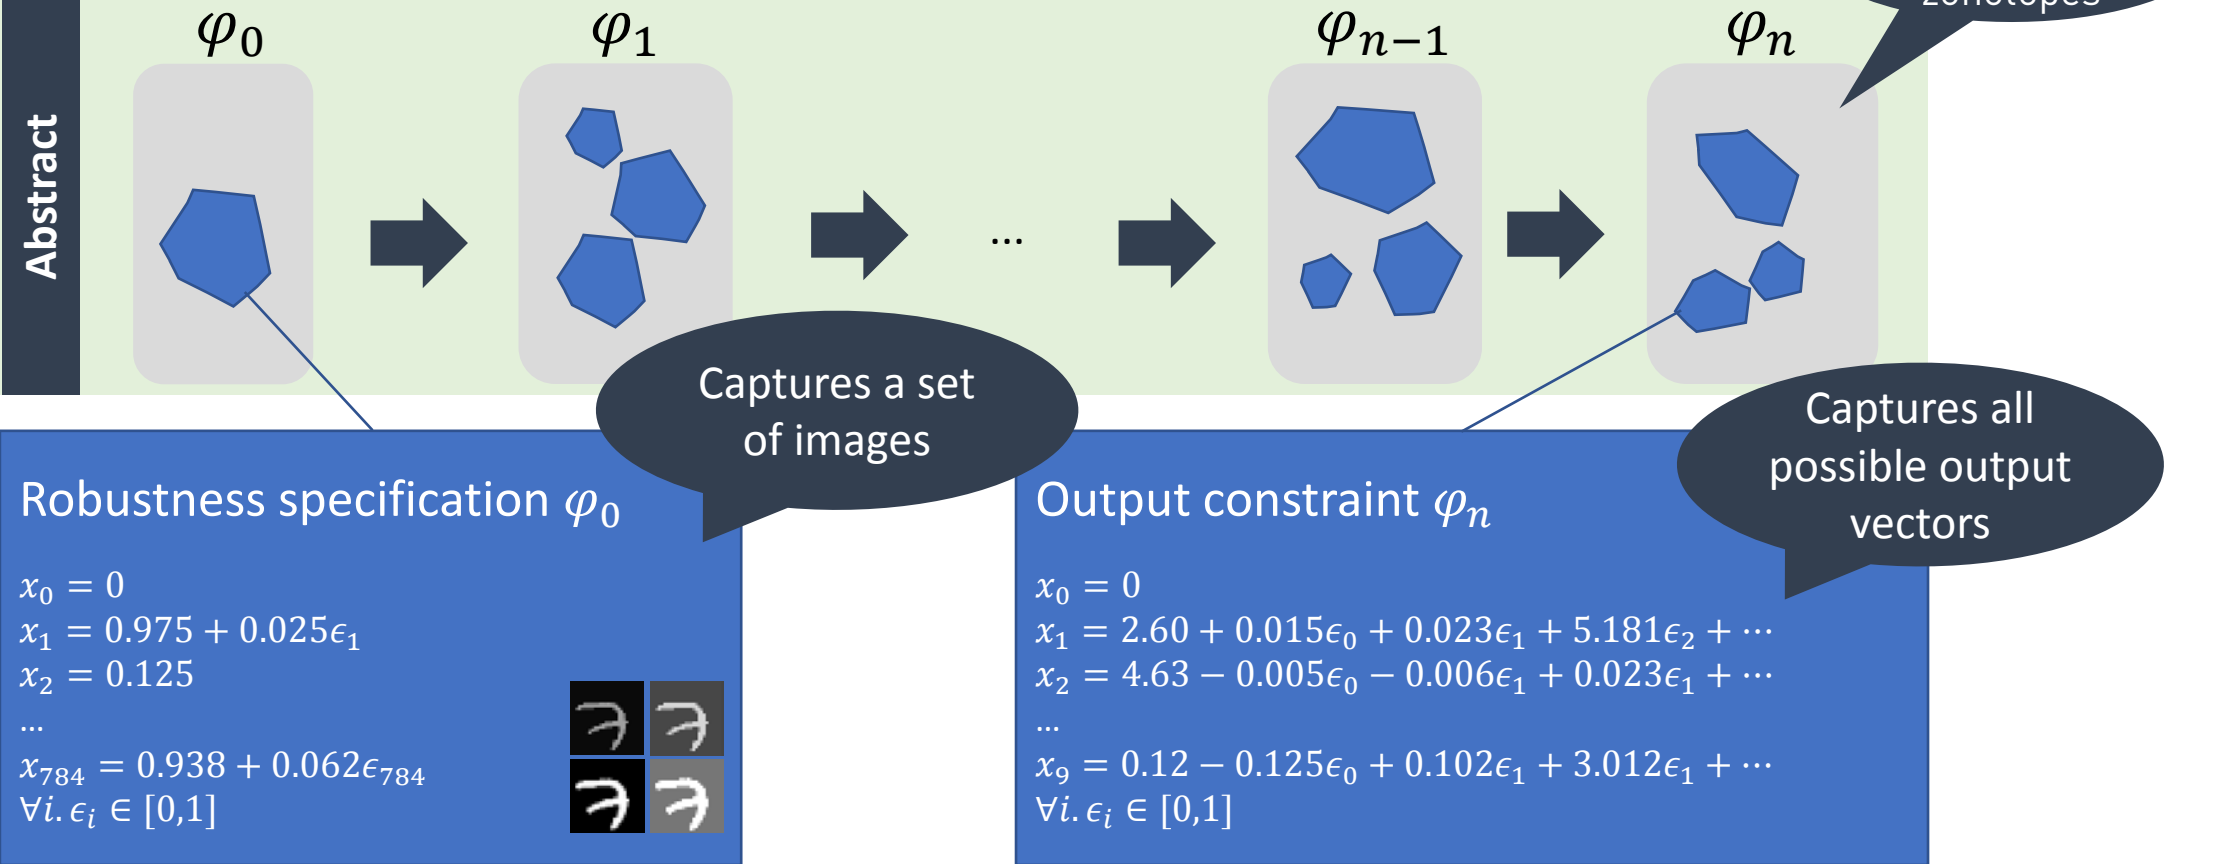 zonotopes
φ₀
φ₁
φₙ₋₁
φₙ
Abstract
...
Captures a set
of images
Captures all
possible output
vectors
Robustness specification φ₀
x₀ = 0
x₁ = 0.975 + 0.025ϵ₁
x₂ = 0.125
...
x₇₈₄ = 0.938 + 0.062ϵ₇₈₄
∀i. ϵᵢ ∈ [0,1]
Output constraint φₙ
x₀ = 0
x₁ = 2.60 + 0.015ϵ₀ + 0.023ϵ₁ + 5.181ϵ₂ + ⋯
x₂ = 4.63 − 0.005ϵ₀ − 0.006ϵ₁ + 0.023ϵ₁ + ⋯
...
x₉ = 0.12 − 0.125ϵ₀ + 0.102ϵ₁ + 3.012ϵ₁ + ⋯
∀i. ϵᵢ ∈ [0,1]